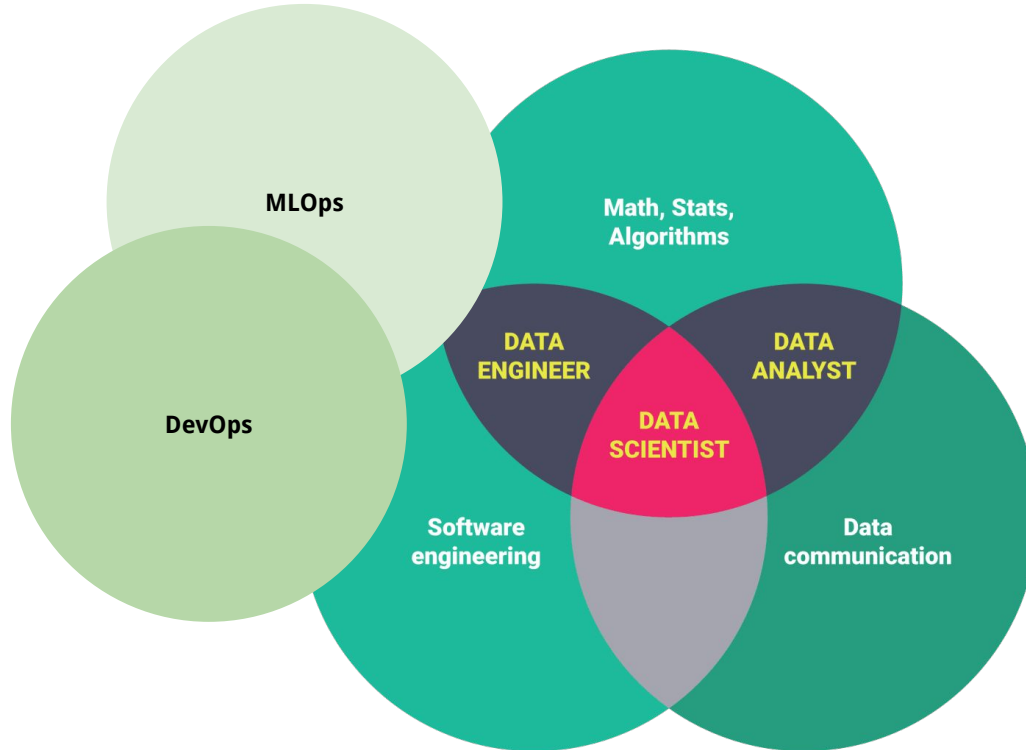 MLOps
Math, Stats,
Algorithms
DATA
ENGINEER
DATA
ANALYST
DATA
SCIENTIST
DevOps
Software
engineering
Data
communication